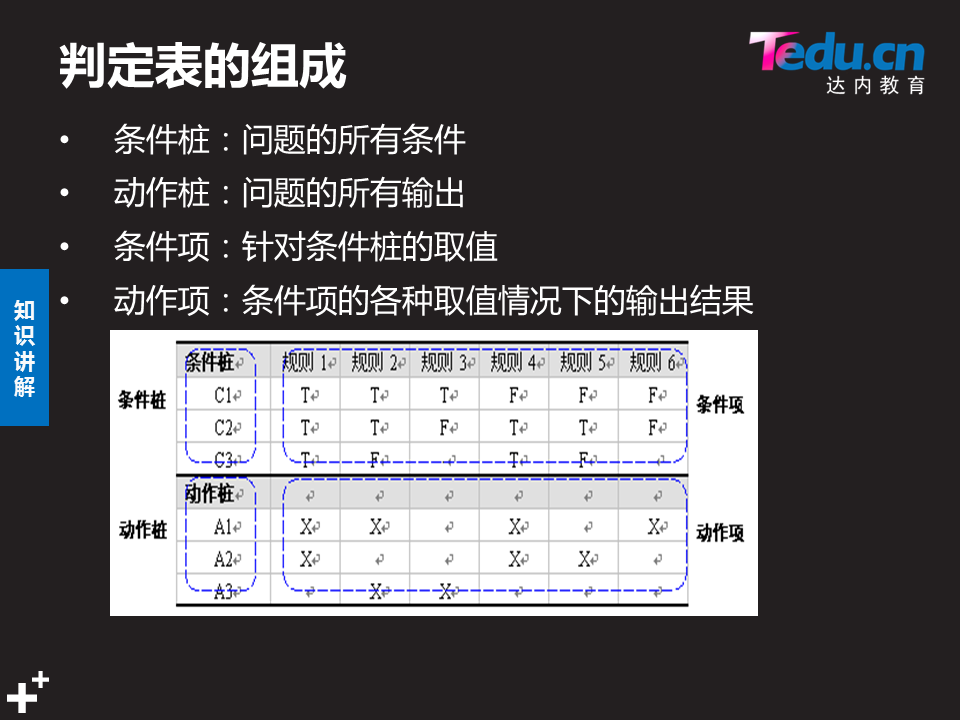 判定表的组成
Tedu.cn
达内教育
• 条件桩：问题的所有条件
• 动作桩：问题的所有输出
• 条件项：针对条件桩的取值
• 动作项：条件项的各种取值情况下的输出结果
知识讲解
条件桩 规则 1 规则 2 规则 3 规则 4 规则 5 规则 6
条件桩 C1 T T T F F F 条件项
C2 T T F T T F
C3 T F T F
动作桩
动作桩 A1 X X X X 动作项
A2 X X X
A3 X X